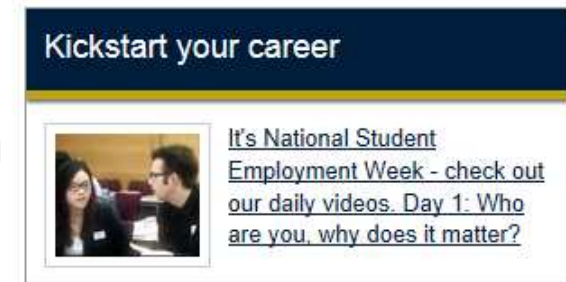 Kickstart your career
It's National Student
Employment Week - check out
our daily videos. Day 1: Who
are you, why does it matter?